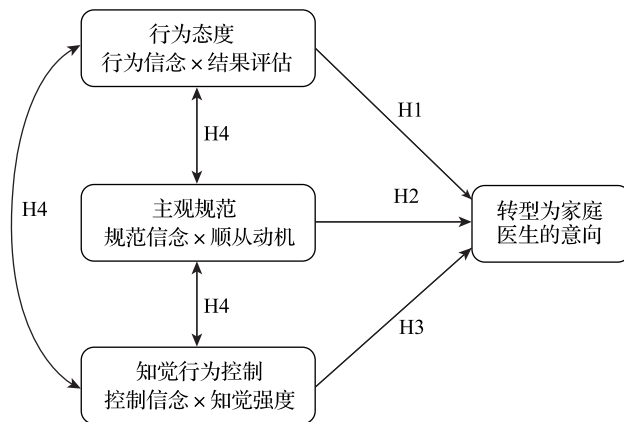 行为态度
行为信念×结果评估
H1
H4
H4
主观规范
规范信念×顺从动机
H2
转型为家庭
医生的意向
H4
H3
知觉行为控制
控制信念×知觉强度